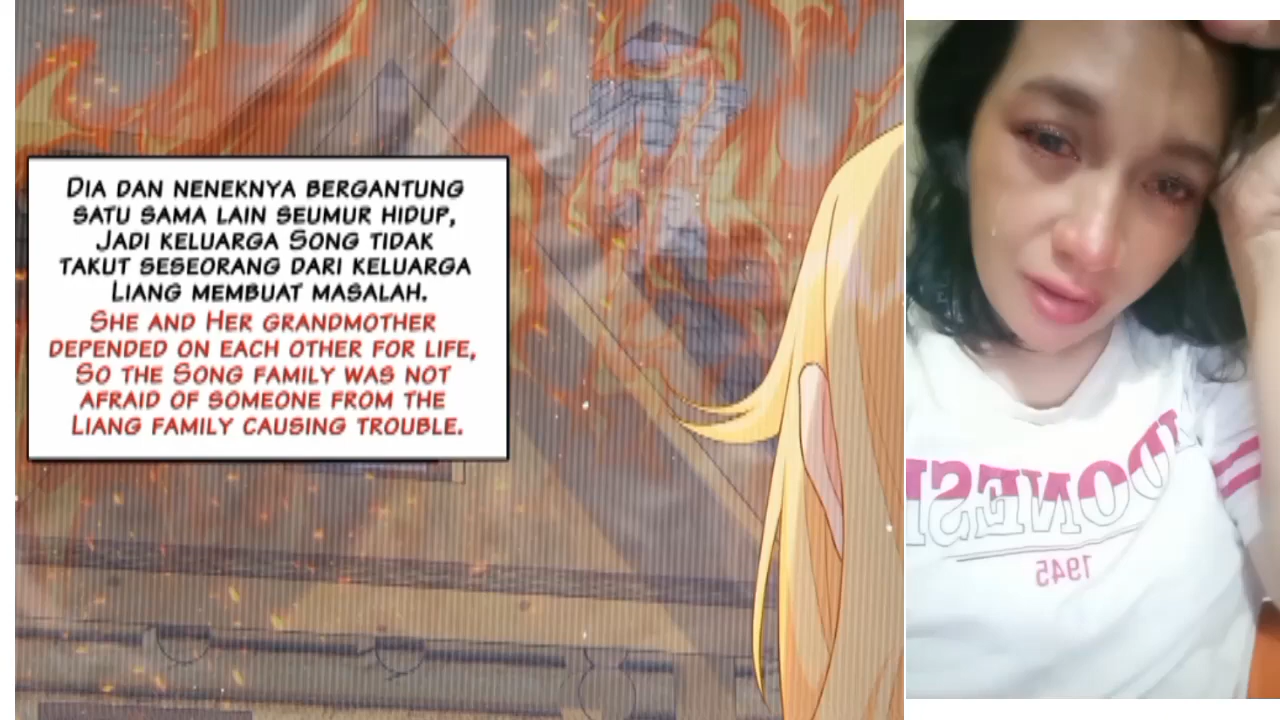 DIA DAN NENEKNYA BERGANTUNG
SATU SAMA LAIN SEUMUR HIDUP,
JADI KELUARGA SONG TIDAK
TAKUT SESEORANG DARI KELUARGA
LIANG MEMBUAT MASALAH.
SHE AND HER GRANDMOTHER
DEPENDED ON EACH OTHER FOR LIFE,
SO THE SONG FAMILY WAS NOT
AFRAID OF SOMEONE FROM THE
LIANG FAMILY CAUSING TROUBLE.
DONESI
1945